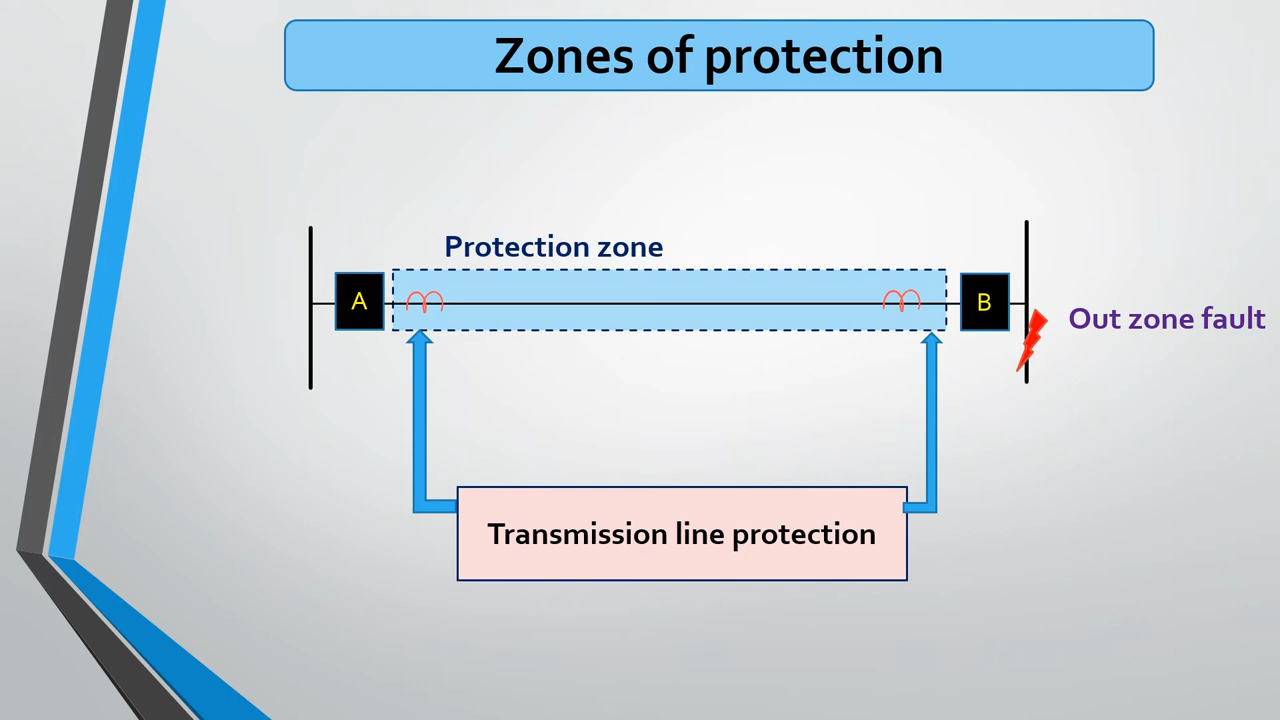 Zones of protection
Protection zone
A
B
Out zone fault
Transmission line protection